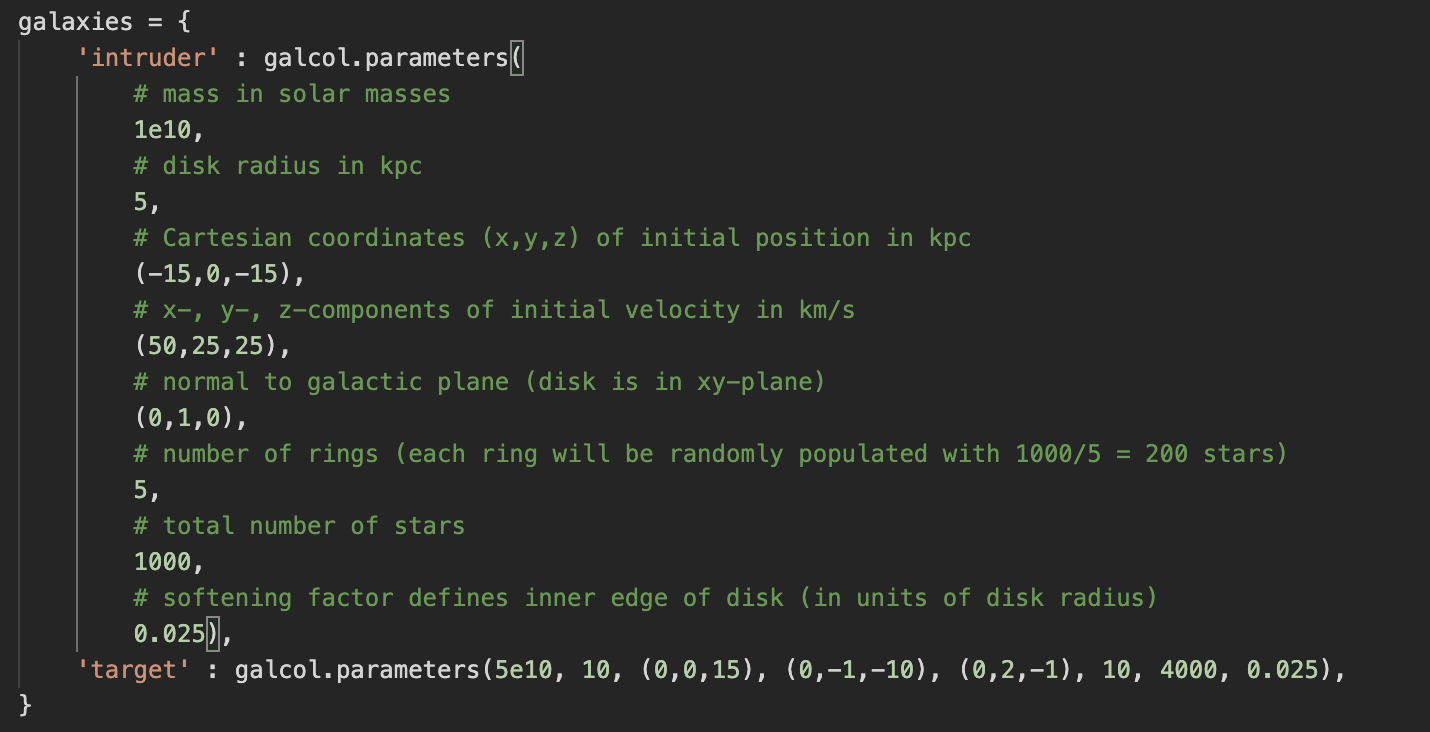 galaxies = {
'intruder' : galcol.parameters(
# mass in solar masses
1e10,
# disk radius in kpc
5,
# Cartesian coordinates (x,y,z) of initial position in kpc
(-15,0,-15),
# x-, y-, z-components of initial velocity in km/s
(50,25,25),
# normal to galactic plane (disk is in xy-plane)
(0,1,0),
# number of rings (each ring will be randomly populated with 1000/5 = 200 stars)
5,
# total number of stars
1000,
# softening factor defines inner edge of disk (in units of disk radius)
0.025),
'target' : galcol.parameters(5e10, 10, (0,0,15), (0,-1,-10), (0,2,-1), 10, 4000, 0.025),
}